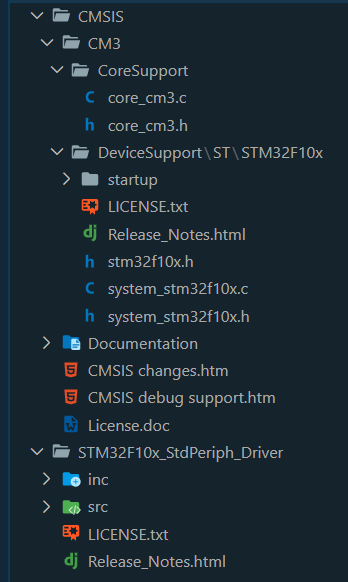 CMSIS
CM3
CoreSupport
C core_cm3.c
h core_cm3.h
DeviceSupport\ST\STM32F10x
startup
LICENSE.txt
dj Release_Notes.html
h stm32f10x.h
C system_stm32f10x.c
h system_stm32f10x.h
Documentation
CMSIS changes.htm
CMSIS debug support.htm
License.doc
STM32F10x_StdPeriph_Driver
inc
src
LICENSE.txt
dj Release_Notes.html